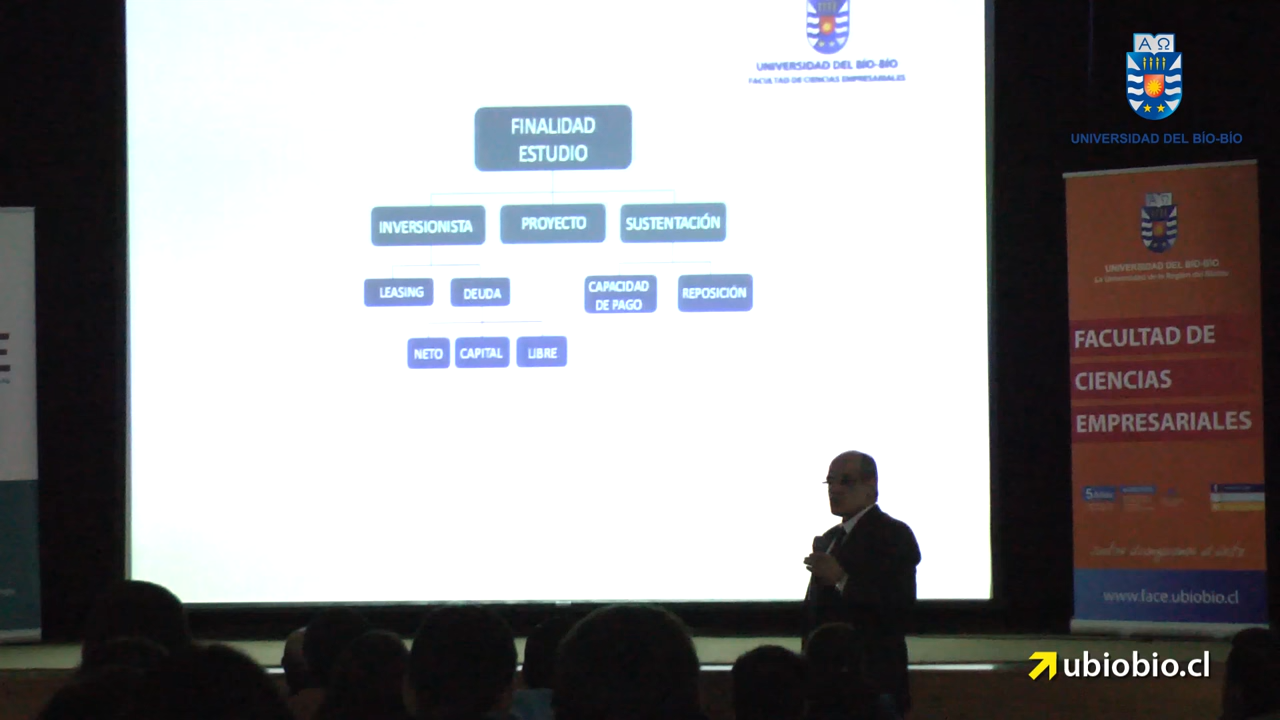 UNIVERSIDAD DEL BÍO-BÍO
FACULTAD DE CIENCIAS EMPRESARIALES
FINALIDAD
ESTUDIO
INVERSIONISTA
PROYECTO
SUSTENTACIÓN
LEASING
DEUDA
CAPACIDAD
DE PAGO
REPOSICIÓN
NETO
CAPITAL
LIBRE
ΑΩ
UNIVERSIDAD DEL BÍO-BÍO
UNIVERSIDAD DEL BÍO-BÍO
FACULTAD DE
CIENCIAS
EMPRESARIALES
www.face.ubiobio.cl
ubiobio.cl
E